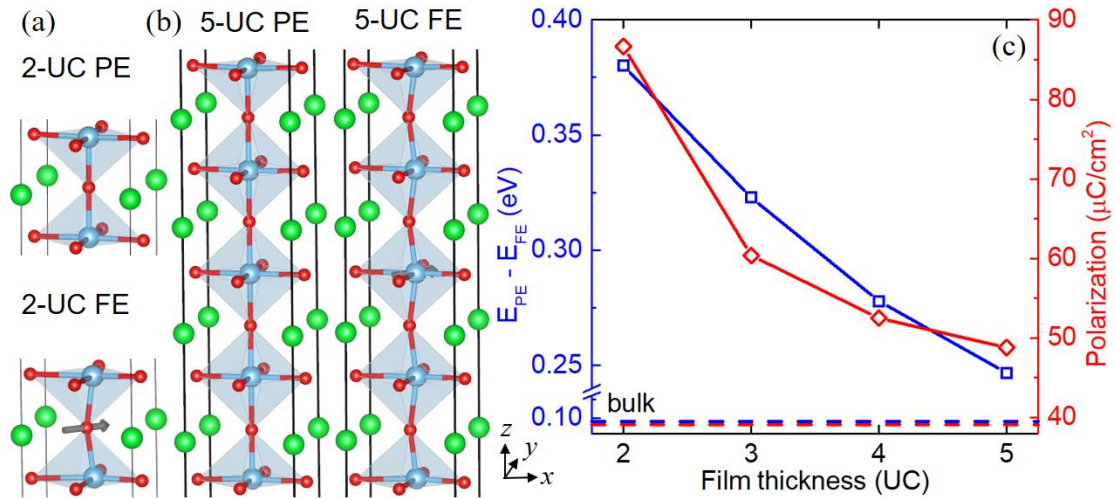 (a)
2-UC PE
2-UC FE
(b)
5-UC PE
5-UC FE
z
y
x
(c)
E_PE - E_FE (eV)
0.40
0.35
0.30
0.25
0.10
bulk
2
3
4
5
Film thickness (UC)
90
80
70
60
50
40
Polarization (μC/cm²)